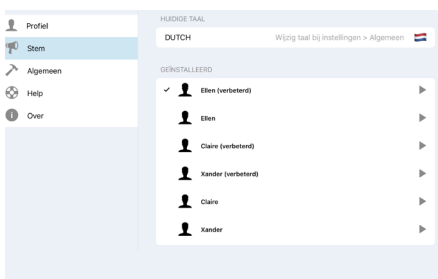 Profiel
Stem
Algemeen
Help
Over
HUIDIGE TAAL
DUTCH
Wijzig taal bij instellingen > Algemeen
GEÏNSTALLEERD
Ellen (verbeterd)
Ellen
Claire (verbeterd)
Xander (verbeterd)
Claire
Xander